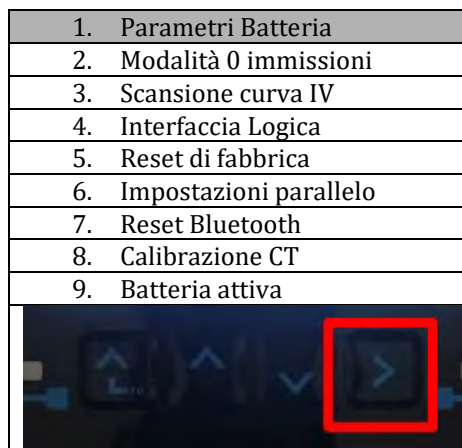 1. Parametri Batteria
2. Modalità 0 immissioni
3. Scansione curva IV
4. Interfaccia Logica
5. Reset di fabbrica
6. Impostazioni parallelo
7. Reset Bluetooth
8. Calibrazione CT
9. Batteria attiva